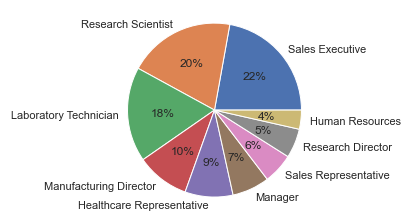 Research Scientist
Sales Executive
20%
22%
Laboratory Technician
18%
4%
Human Resources
5%
Research Director
10%
6%
9%
7%
Sales Representative
Manufacturing Director
Manager
Healthcare Representative